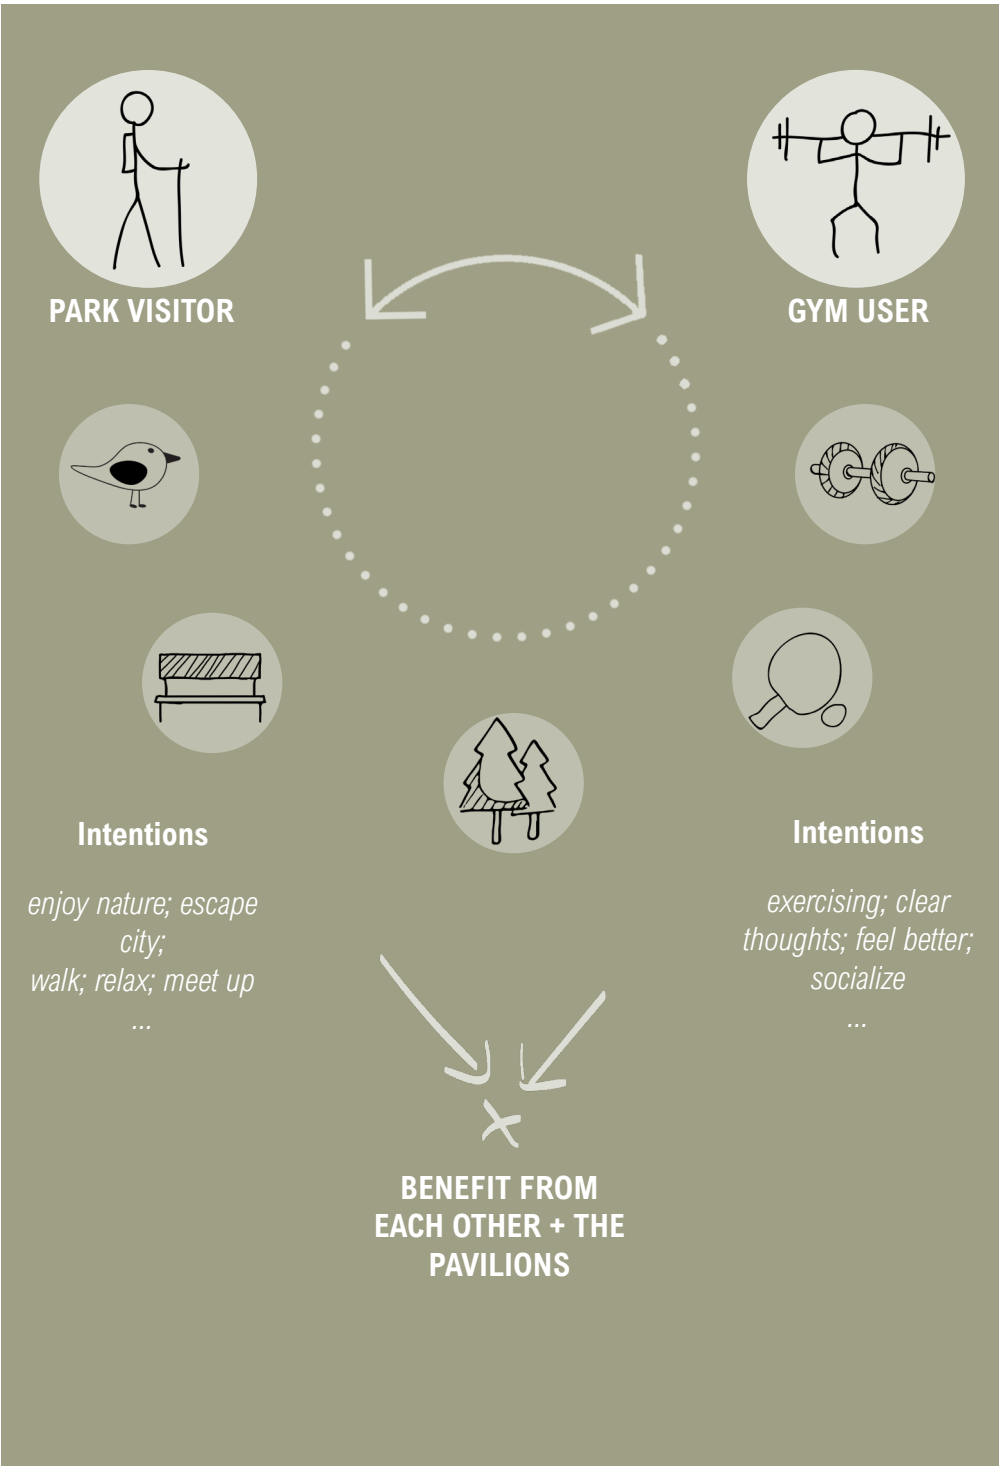 PARK VISITOR
GYM USER
Intentions
enjoy nature; escape
city;
walk; relax; meet up
...
Intentions
exercising; clear
thoughts; feel better;
socialize
...
BENEFIT FROM
EACH OTHER + THE
PAVILIONS